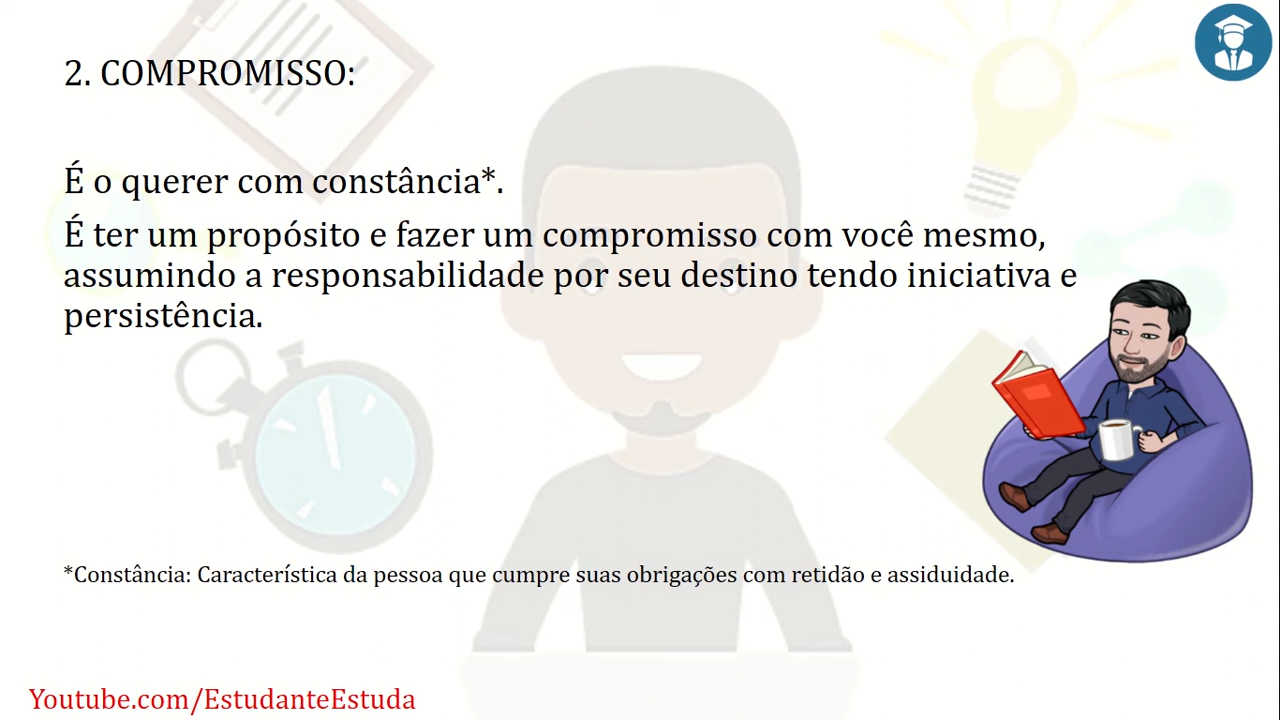 2. COMPROMISSO:
É o querer com constância*.
É ter um propósito e fazer um compromisso com você mesmo,
assumindo a responsabilidade por seu destino tendo iniciativa e
persistência.
*Constância: Característica da pessoa que cumpre suas obrigações com retidão e assiduidade.
Youtube.com/EstudanteEstuda